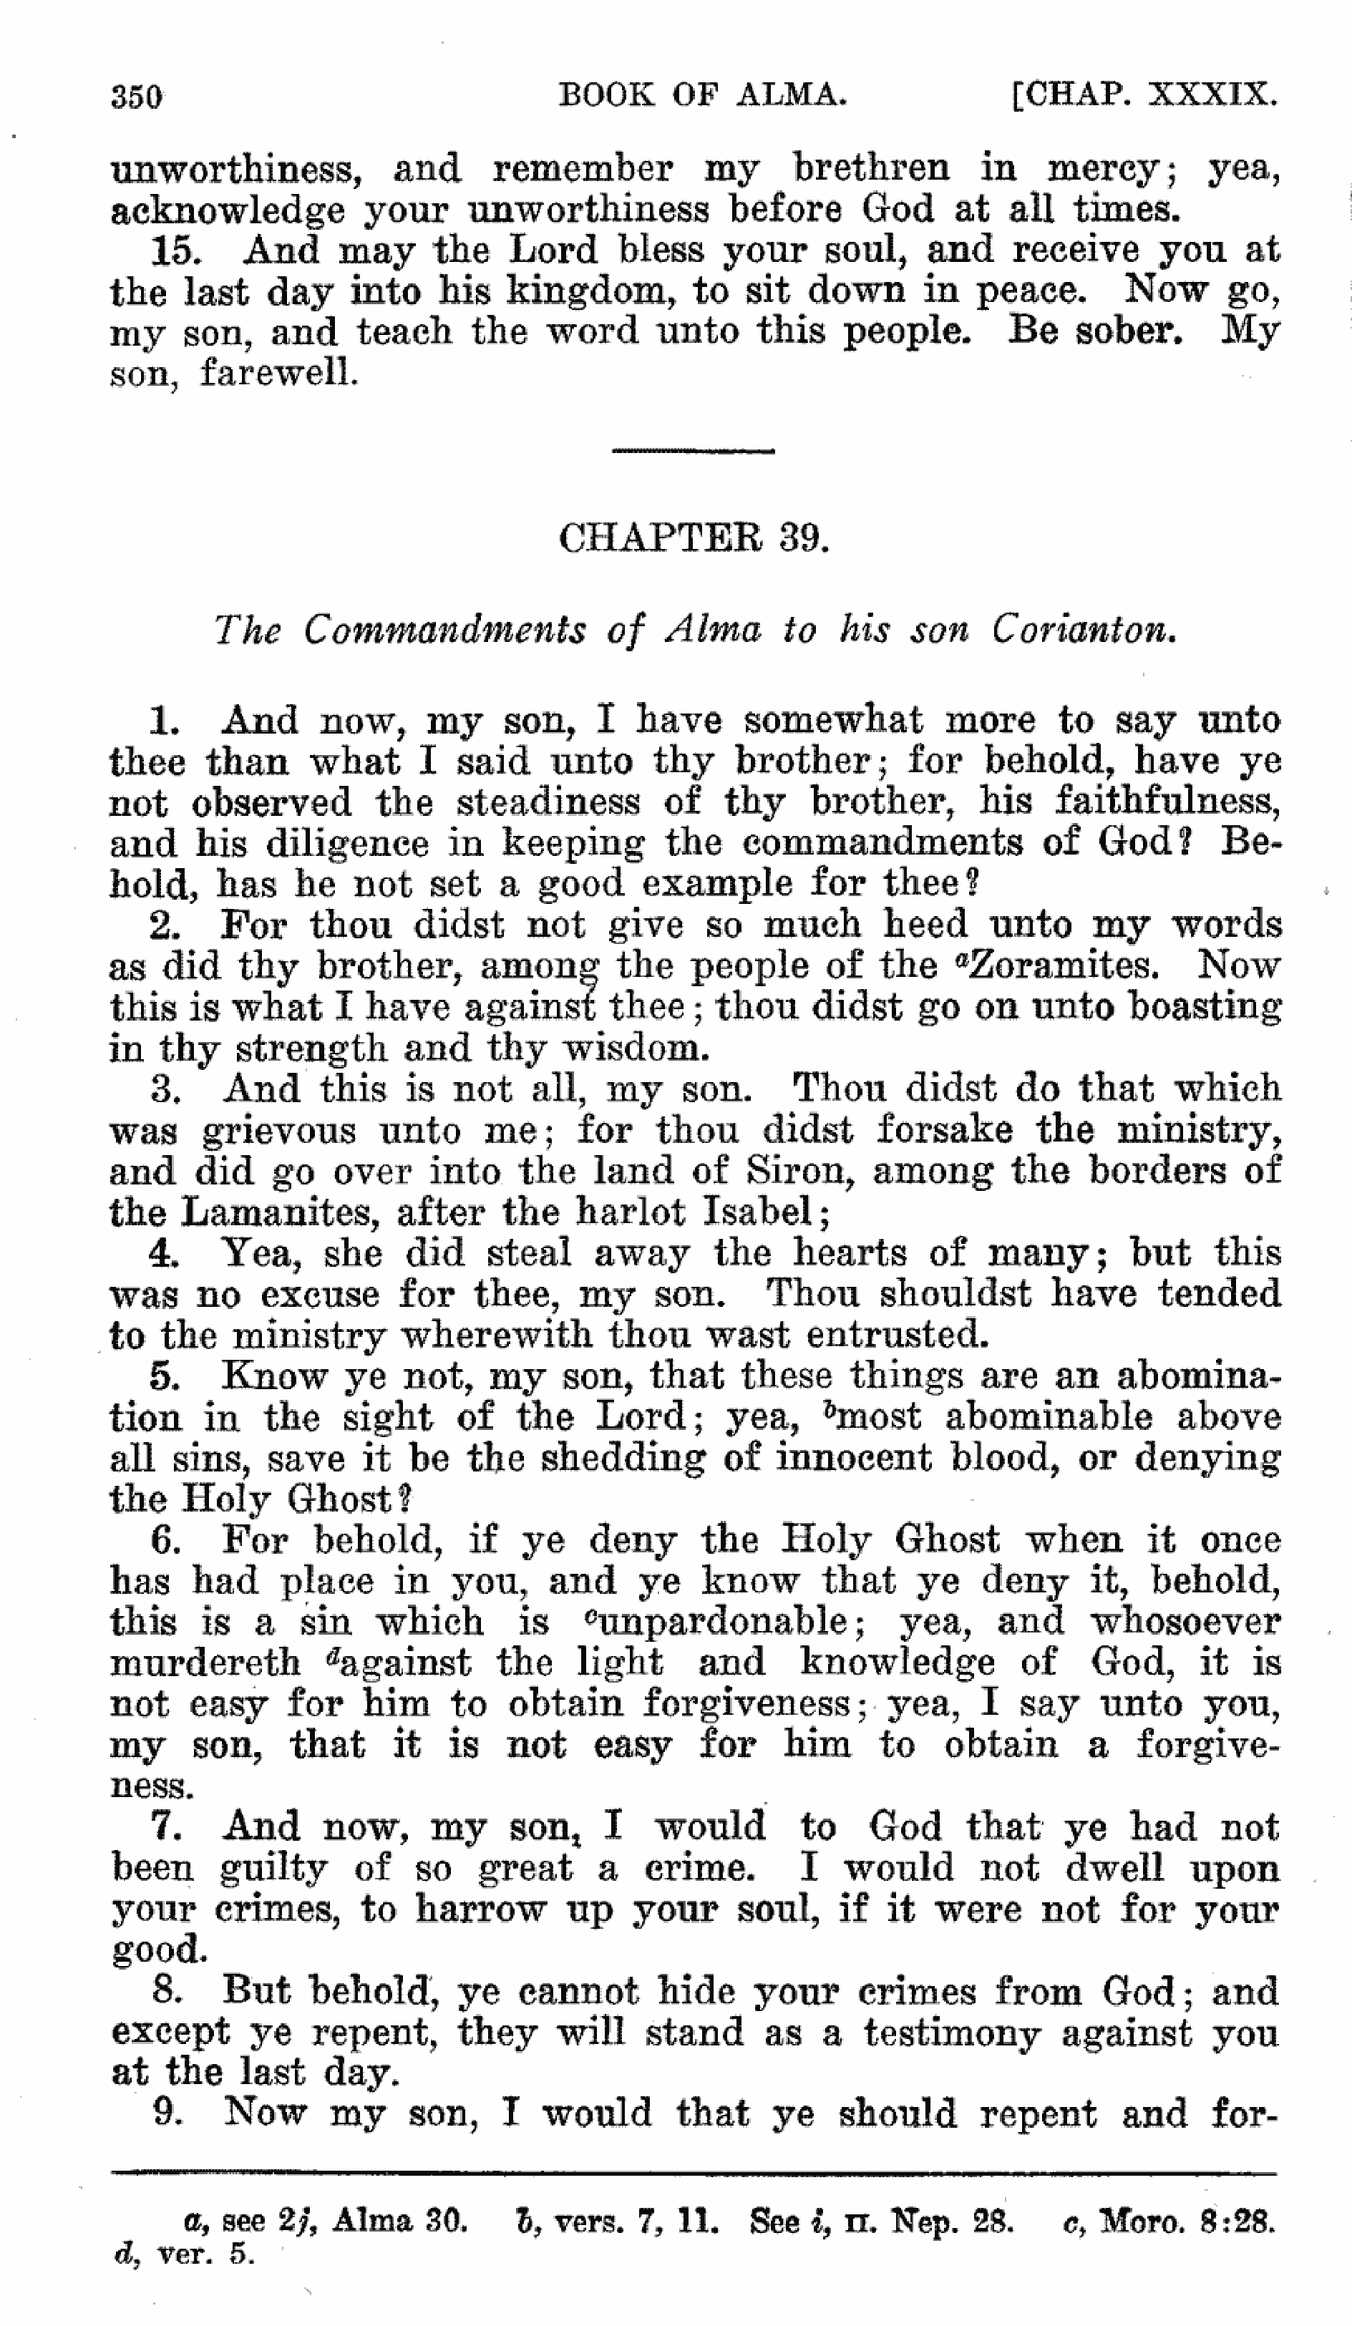 350 BOOK OF ALMA. [CHAP. XXXIX.
unworthiness, and remember my brethren in mercy; yea,
acknowledge your unworthiness before God at all times.
15. And may the Lord bless your soul, and receive you at
the last day into his kingdom, to sit down in peace. Now go,
my son, and teach the word unto this people. Be sober. My
son, farewell.
CHAPTER 39.
The Commandments of Alma to his son Corianton.
1. And now, my son, I have somewhat more to say unto
thee than what I said unto thy brother; for behold, have ye
not observed the steadiness of thy brother, his faithfulness,
and his diligence in keeping the commandments of God? Be-
hold, has he not set a good example for thee?
2. For thou didst not give so much heed unto my words
as did thy brother, among the people of the aZoramites. Now
this is what I have against thee; thou didst go on unto boasting
in thy strength and thy wisdom.
3. And this is not all, my son. Thou didst do that which
was grievous unto me; for thou didst forsake the ministry,
and did go over into the land of Siron, among the borders of
the Lamanites, after the harlot Isabel;
4. Yea, she did steal away the hearts of many; but this
was no excuse for thee, my son. Thou shouldst have tended
to the ministry wherewith thou wast entrusted.
5. Know ye not, my son, that these things are an abomina-
tion in the sight of the Lord; yea, bmost abominable above
all sins, save it be the shedding of innocent blood, or denying
the Holy Ghost?
6. For behold, if ye deny the Holy Ghost when it once
has had place in you, and ye know that ye deny it, behold,
this is a sin which is cunpardonable; yea, and whosoever
murdereth dagainst the light and knowledge of God, it is
not easy for him to obtain forgiveness; yea, I say unto you,
my son, that it is not easy for him to obtain a forgive-
ness.
7. And now, my son, I would to God that ye had not
been guilty of so great a crime. I would not dwell upon
your crimes, to harrow up your soul, if it were not for your
good.
8. But behold, ye cannot hide your crimes from God; and
except ye repent, they will stand as a testimony against you
at the last day.
9. Now my son, I would that ye should repent and for-
a, see 2j, Alma 30. b, vers. 7, 11. See i, II. Nep. 28. c, Moro. 8:28.
d, ver. 5.